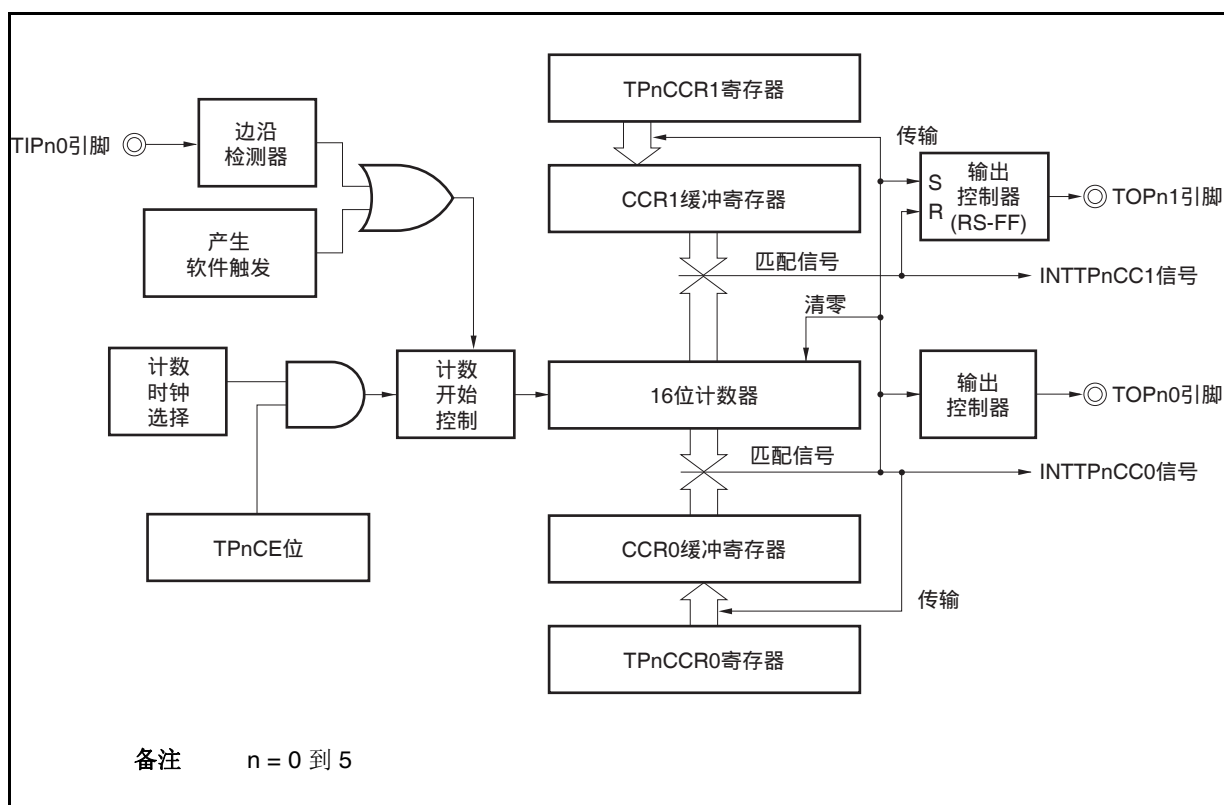 TPnCCR1寄存器
TIPn0引脚
边沿
检测器
传输
CCR1缓冲寄存器
S
R
输出
控制器
(RS-FF)
TOPn1引脚
产生
软件触发
匹配信号
INTTPnCC1信号
清零
计数
时钟
选择
计数
开始
控制
16位计数器
输出
控制器
TOPn0引脚
匹配信号
INTTPnCC0信号
TPnCE位
CCR0缓冲寄存器
传输
TPnCCR0寄存器
备注 n = 0 到 5